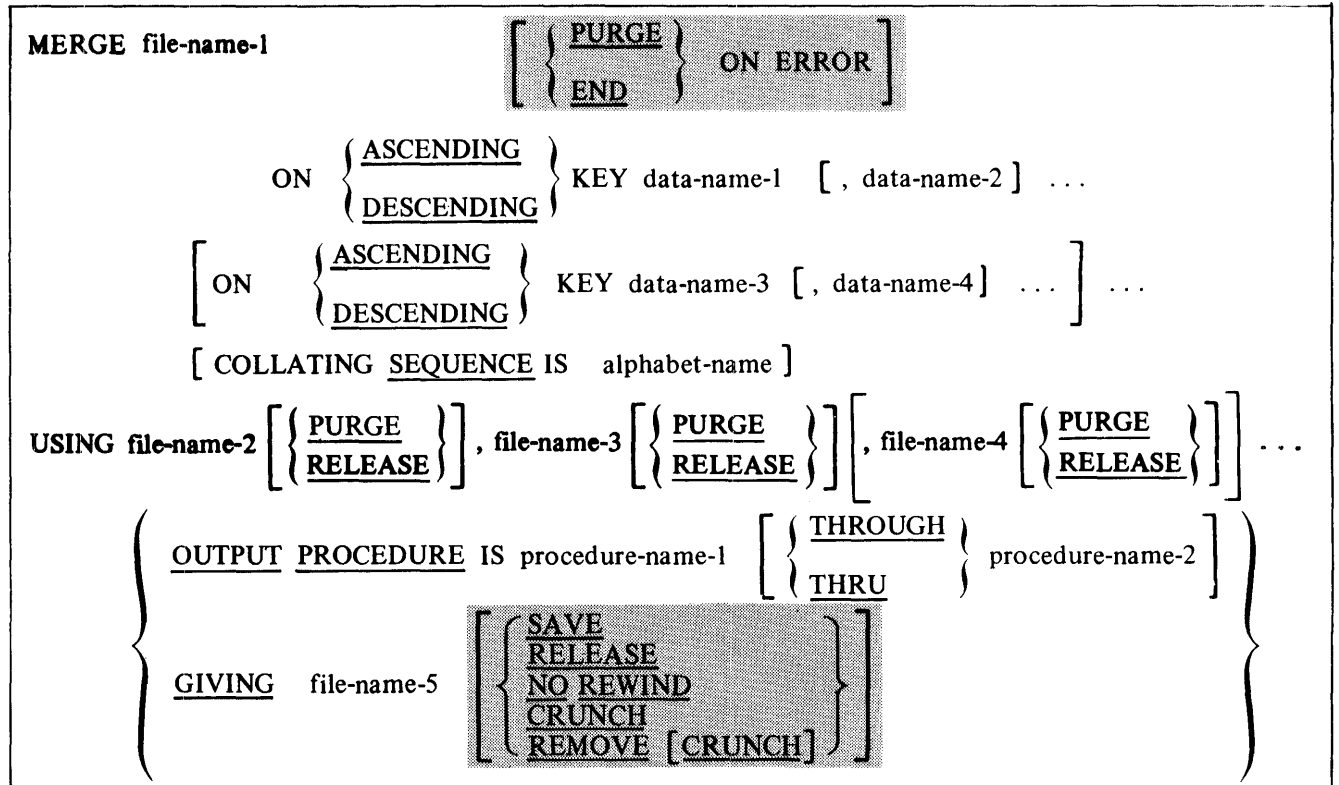 MERGE file-name-1 [ { PURGE
END } ON ERROR ]
ON { ASCENDING
DESCENDING } KEY data-name-1 [ , data-name-2 ] ...
[ ON { ASCENDING
DESCENDING } KEY data-name-3 [ , data-name-4 ] ... ] ...
[ COLLATING SEQUENCE IS alphabet-name ]
USING file-name-2 [ { PURGE
RELEASE } ] , file-name-3 [ { PURGE
RELEASE } ] [ , file-name-4 [ { PURGE
RELEASE } ] ] ...
{ OUTPUT PROCEDURE IS procedure-name-1 [ { THROUGH
THRU } procedure-name-2 ]
GIVING file-name-5 [ { SAVE
RELEASE
NO REWIND
CRUNCH
REMOVE [CRUNCH] } ] }